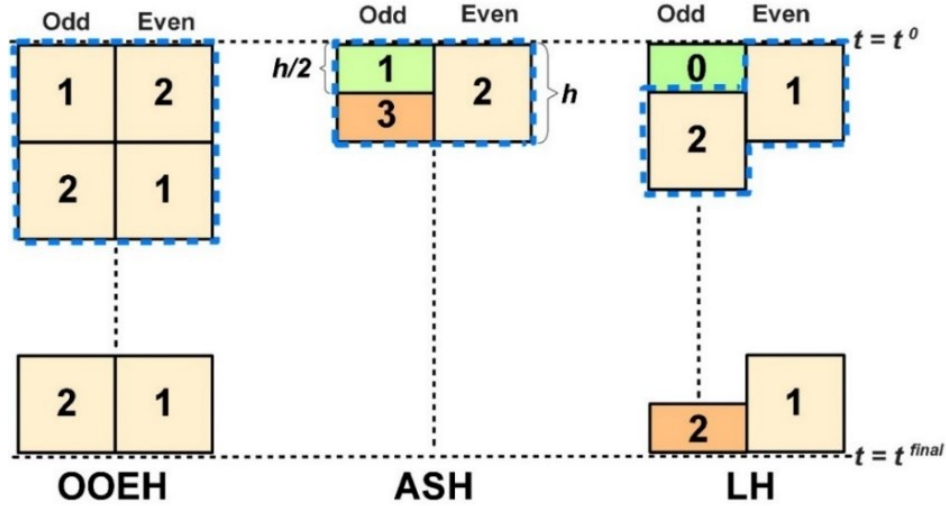 Odd Even Odd Even Odd Even
t = t⁰
1 2 h/2 1 2 h 0 1
3
2 1 2
2 1 2 1
t = t^final
OOEH ASH LH